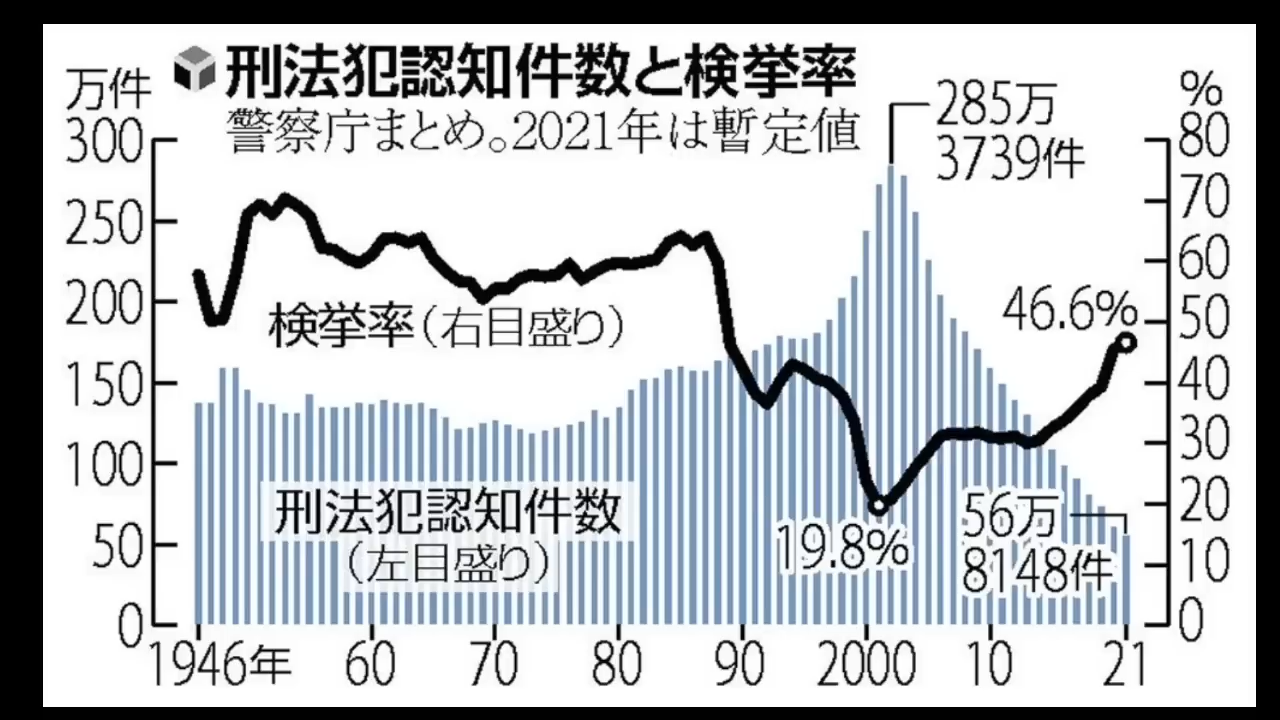 刑法犯認知件数と検挙率
警察庁まとめ。2021年は暫定値
万件
300
250
200
150
100
50
0
%
80
70
60
50
40
30
20
10
0
285万
3739件
検挙率(右目盛り)
46.6%
刑法犯認知件数
(左目盛り)
19.8%
56万
8148件
1946年 60 70 80 90 2000 10 21